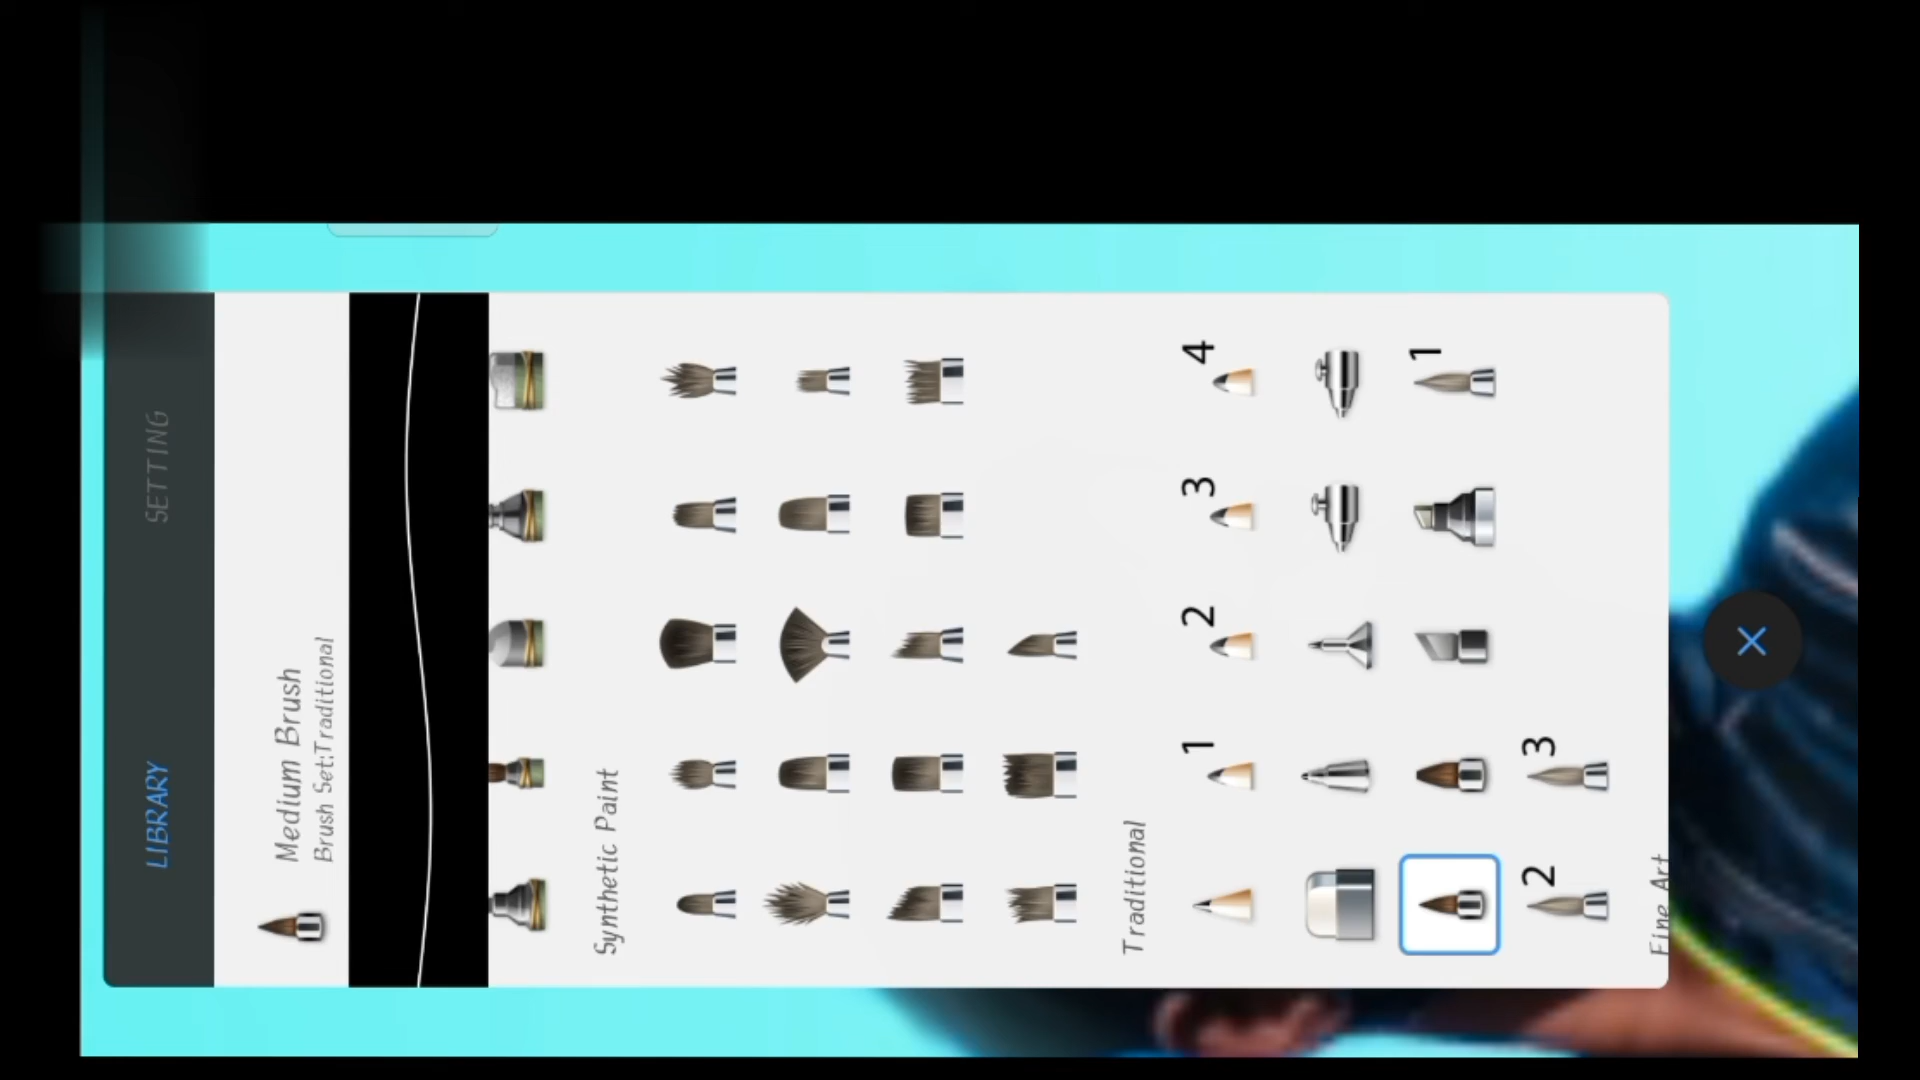 LIBRARY SETTING
Medium Brush
Brush Set:Traditional
Synthetic Paint
Traditional
1 2 3 4
1
2 3
Fine Art